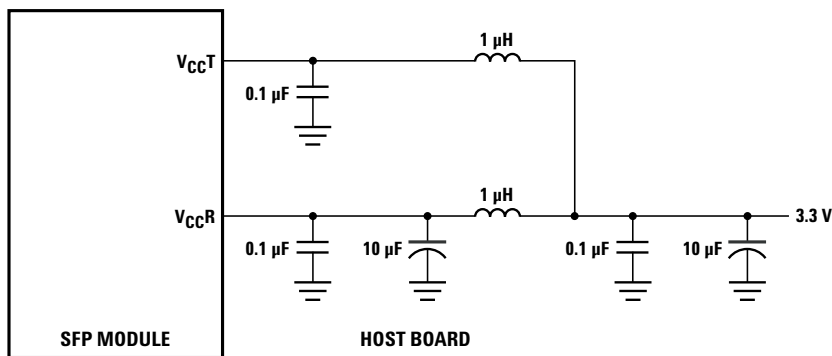 1 µH
VCCT
0.1 µF
1 µH
VCCR
3.3 V
0.1 µF
10 µF
0.1 µF
10 µF
SFP MODULE
HOST BOARD